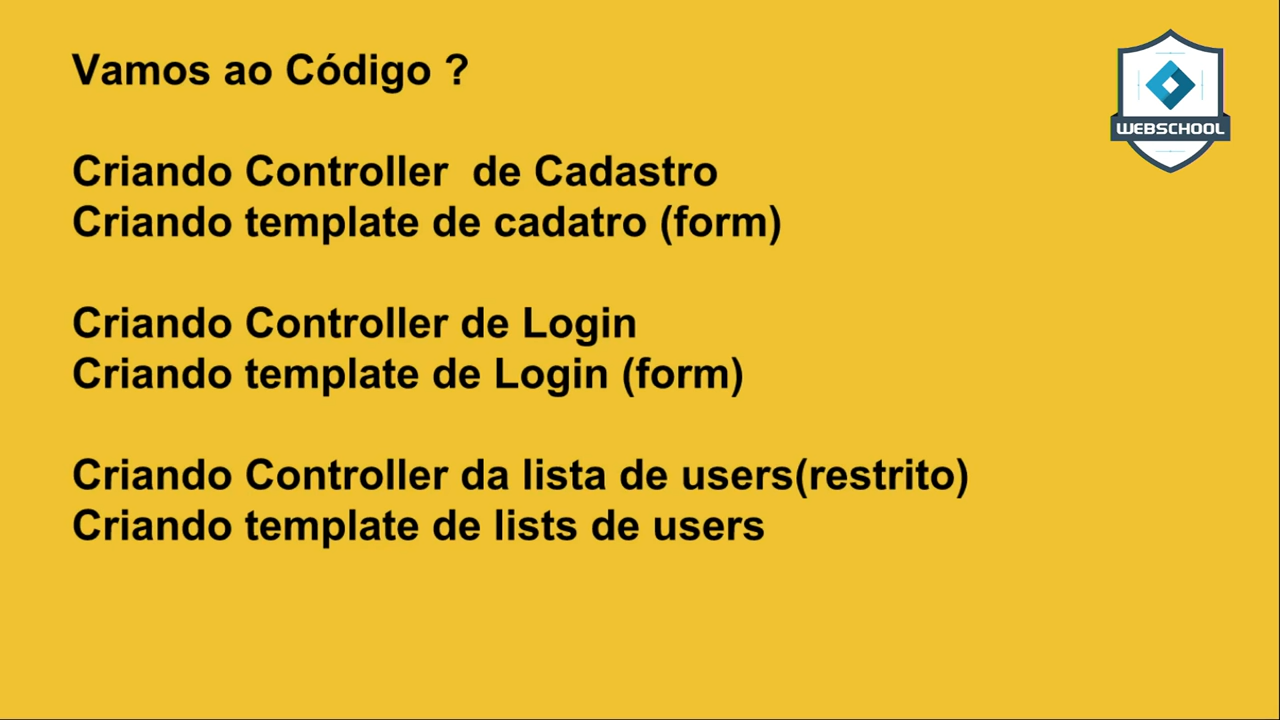 Vamos ao Código ?
WEBSCHOOL
Criando Controller  de Cadastro
Criando template de cadatro (form)
Criando Controller de Login
Criando template de Login (form)
Criando Controller da lista de users(restrito)
Criando template de lists de users